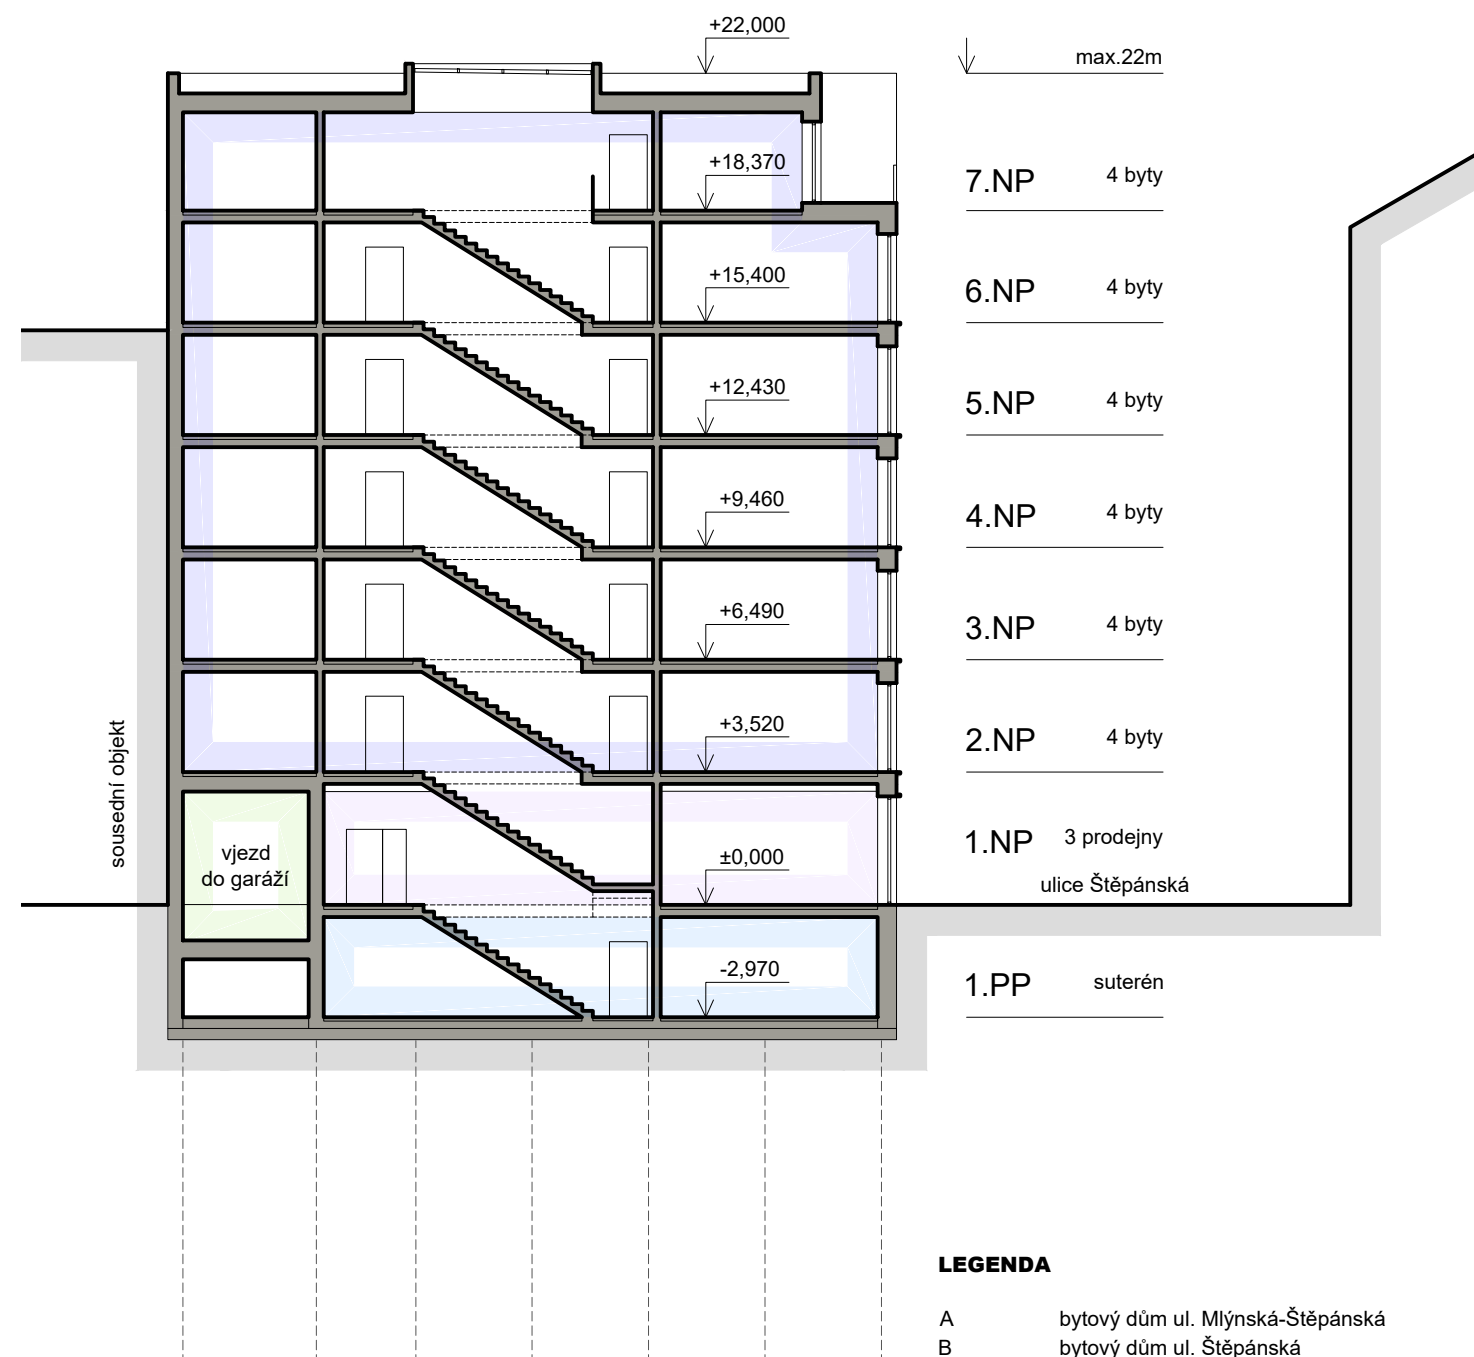 +22,000
max.22m
+18,370
7.NP 4 byty
+15,400
6.NP 4 byty
+12,430
5.NP 4 byty
+9,460
4.NP 4 byty
+6,490
3.NP 4 byty
+3,520
2.NP 4 byty
sousední objekt
vjezd
do garáží
±0,000
1.NP 3 prodejny
ulice Štěpánská
-2,970
1.PP suterén
LEGENDA
A bytový dům ul. Mlýnská-Štěpánská
B bytový dům ul. Štěpánská